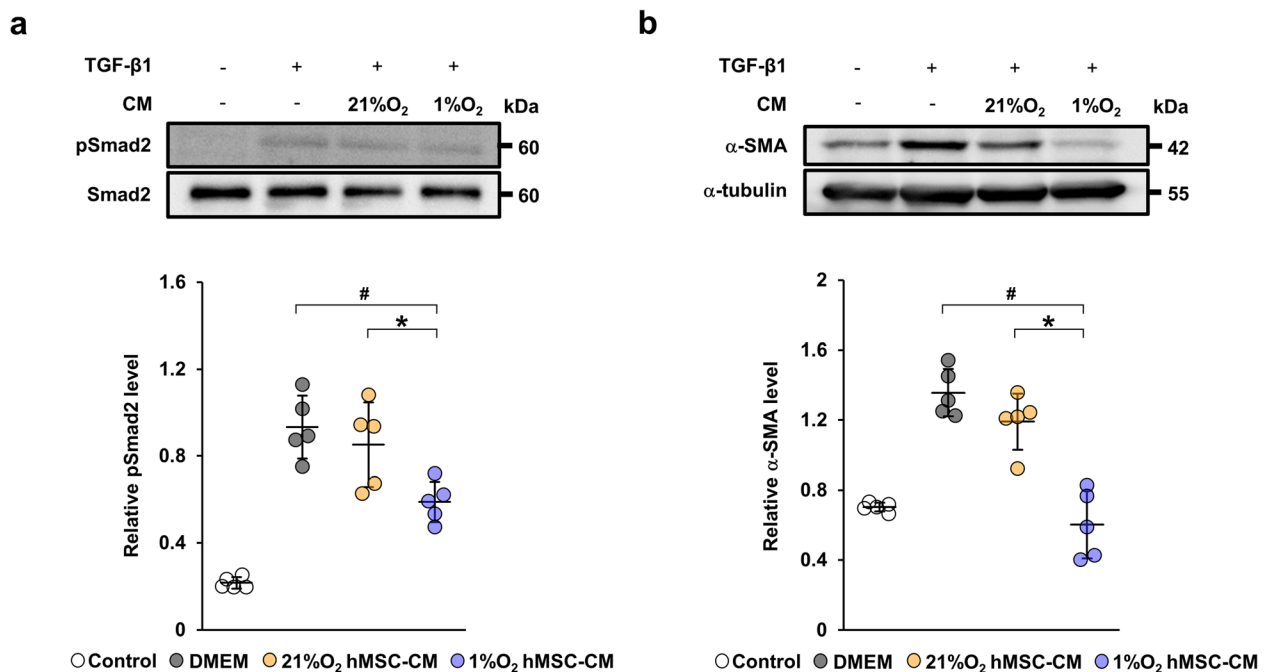 a
TGF-β1 - + + +
CM - - 21%O₂ 1%O₂ kDa
pSmad2 60
Smad2 60
1.6
1.2
0.8
0.4
0
Relative pSmad2 level
# 
*
Control DMEM 21%O₂ hMSC-CM 1%O₂ hMSC-CM
b
TGF-β1 - + + +
CM - - 21%O₂ 1%O₂ kDa
α-SMA 42
α-tubulin 55
2
1.6
1.2
0.8
0.4
0
Relative α-SMA level
#
*
Control DMEM 21%O₂ hMSC-CM 1%O₂ hMSC-CM